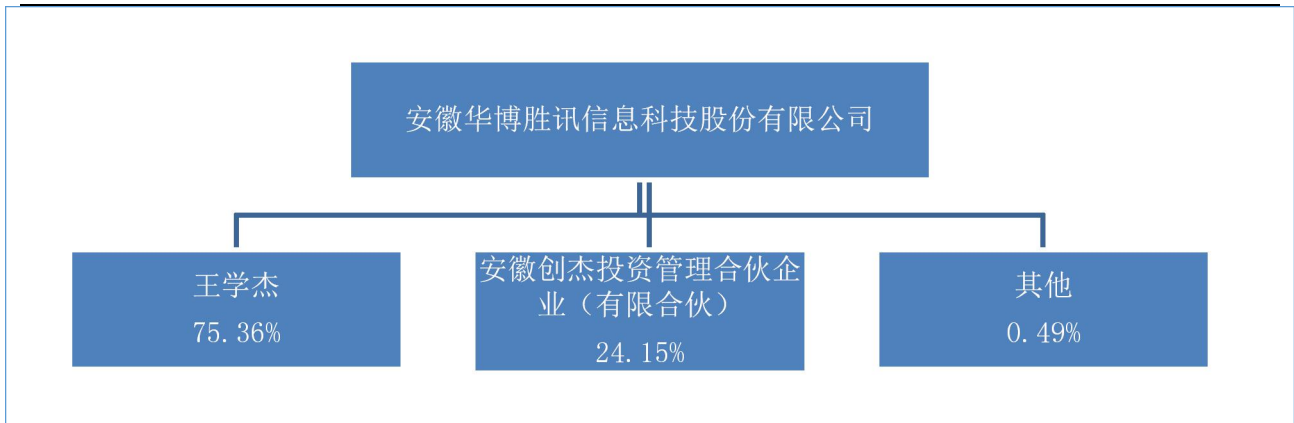 安徽华博胜讯信息科技股份有限公司
王学杰
75.36%
安徽创杰投资管理合伙企
业（有限合伙）
24.15%
其他
0.49%